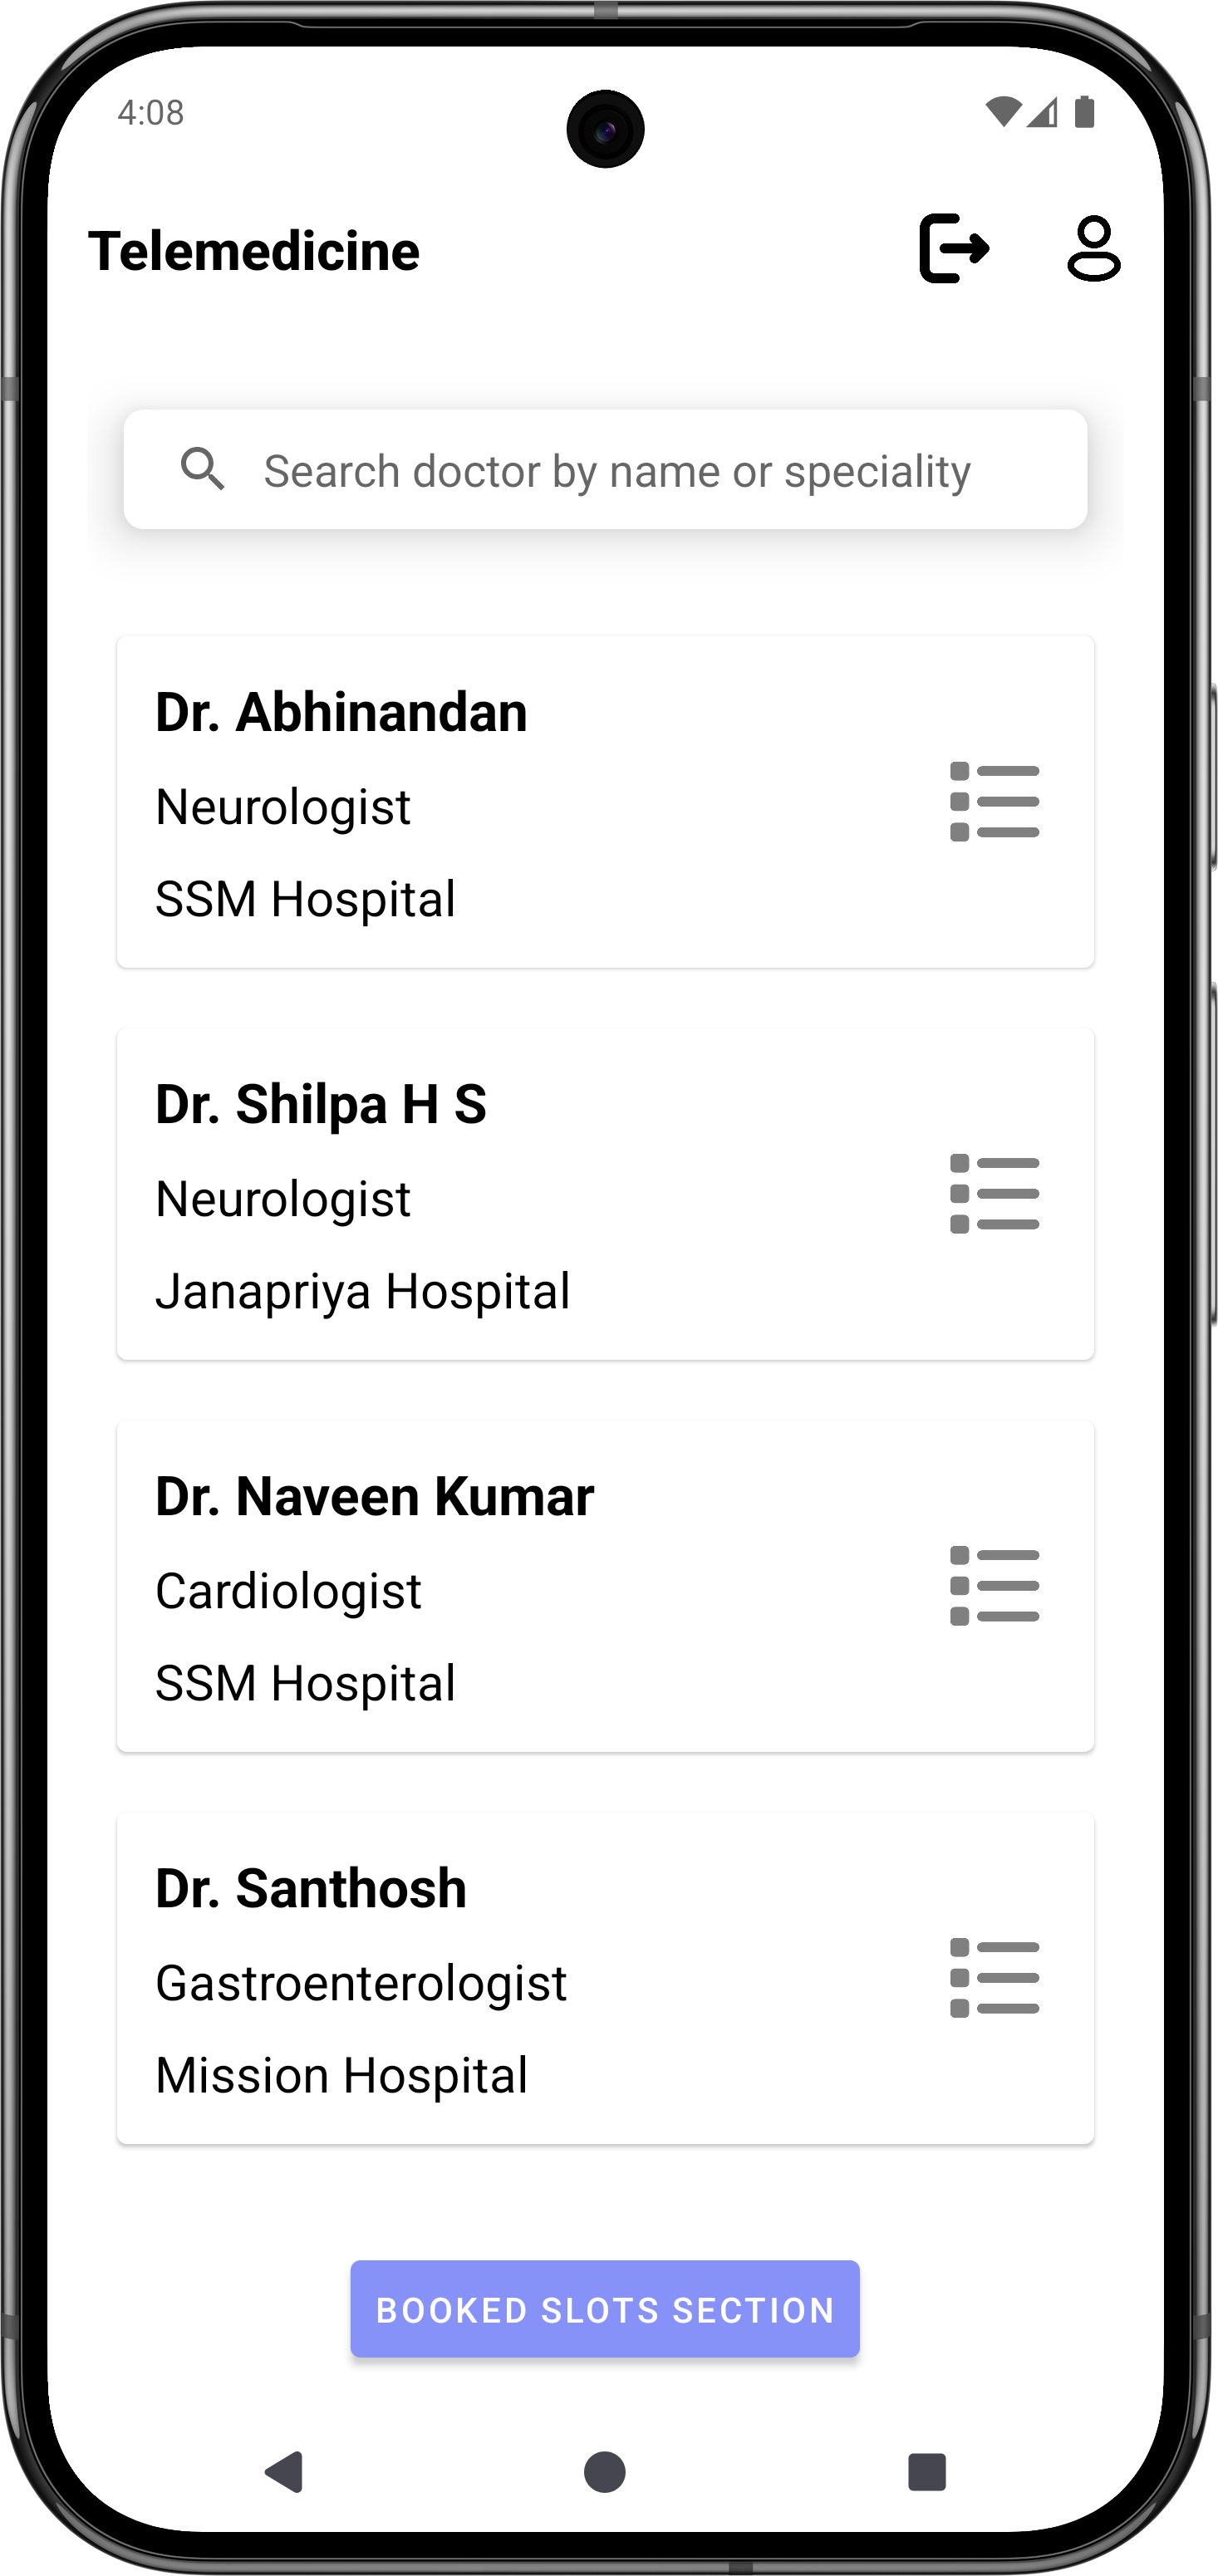 4:08
Telemedicine
Search doctor by name or speciality
Dr. Abhinandan
Neurologist
SSM Hospital
Dr. Shilpa H S
Neurologist
Janapriya Hospital
Dr. Naveen Kumar
Cardiologist
SSM Hospital
Dr. Santhosh
Gastroenterologist
Mission Hospital
BOOKED SLOTS SECTION